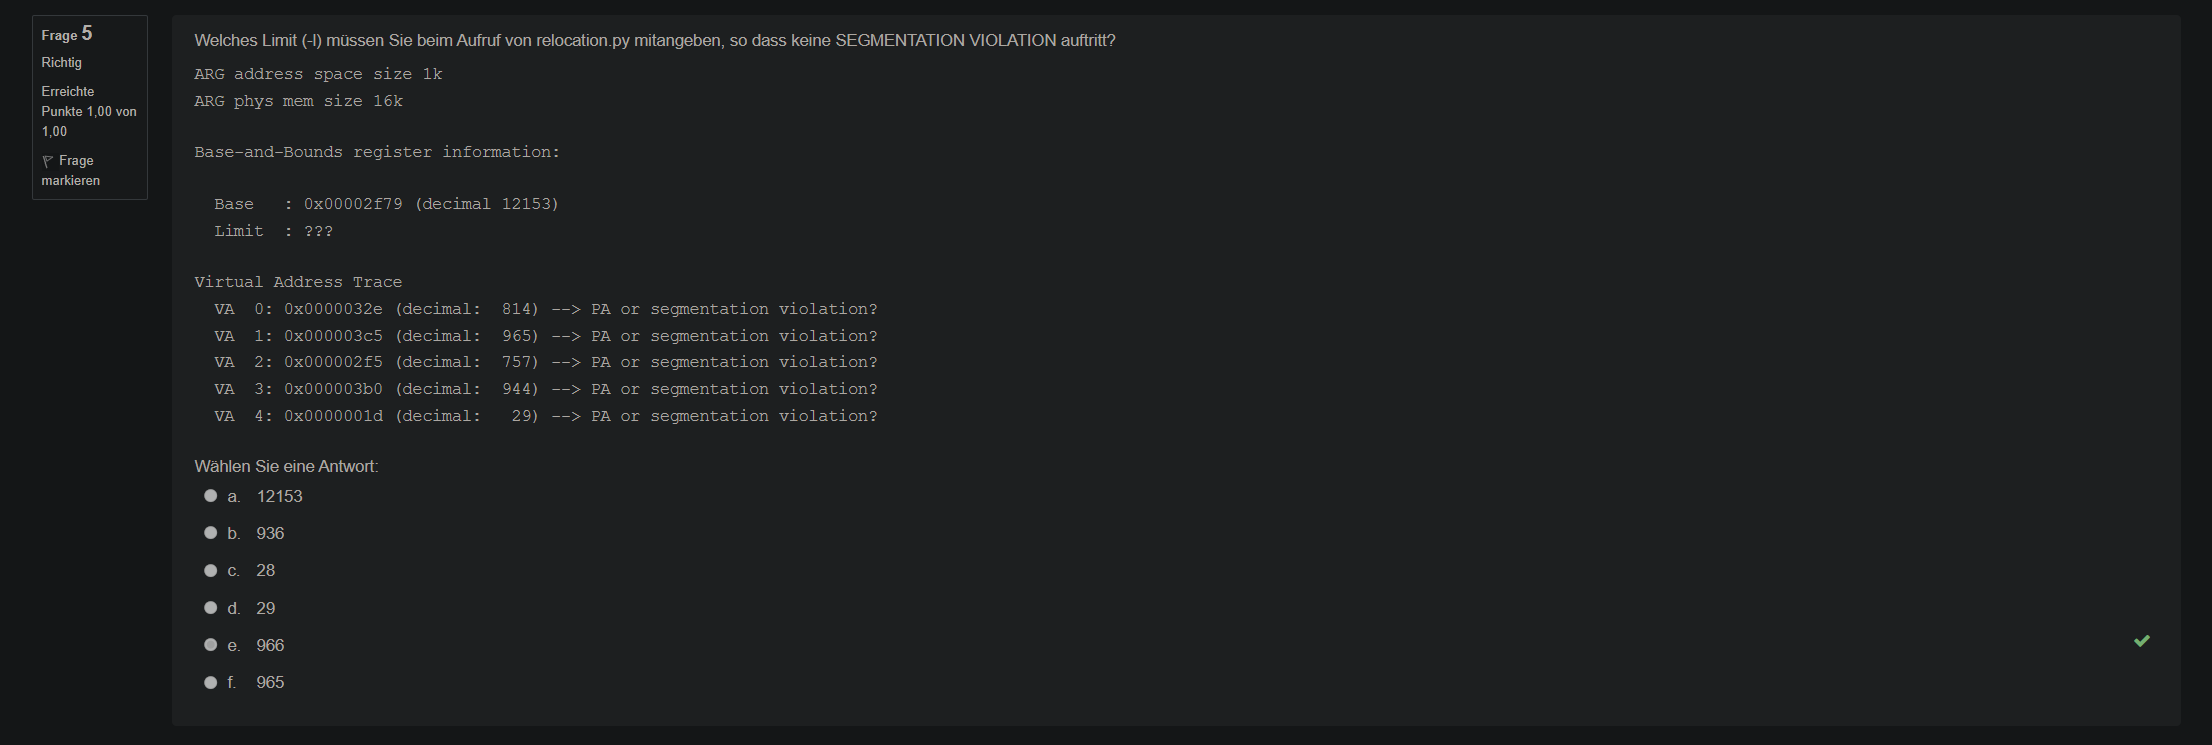 Frage 5
Richtig
Erreichte
Punkte 1,00 von
1,00
Frage
markieren
Welches Limit (-l) müssen Sie beim Aufruf von relocation.py mitangeben, so dass keine SEGMENTATION VIOLATION auftritt?
ARG address space size 1k
ARG phys mem size 16k
Base-and-Bounds register information:
Base   : 0x00002f79 (decimal 12153)
Limit  : ???
Virtual Address Trace
VA  0: 0x0000032e (decimal:  814) --> PA or segmentation violation?
VA  1: 0x000003c5 (decimal:  965) --> PA or segmentation violation?
VA  2: 0x000002f5 (decimal:  757) --> PA or segmentation violation?
VA  3: 0x000003b0 (decimal:  944) --> PA or segmentation violation?
VA  4: 0x0000001d (decimal:   29) --> PA or segmentation violation?
Wählen Sie eine Antwort:
a. 12153
b. 936
c. 28
d. 29
e. 966
f. 965